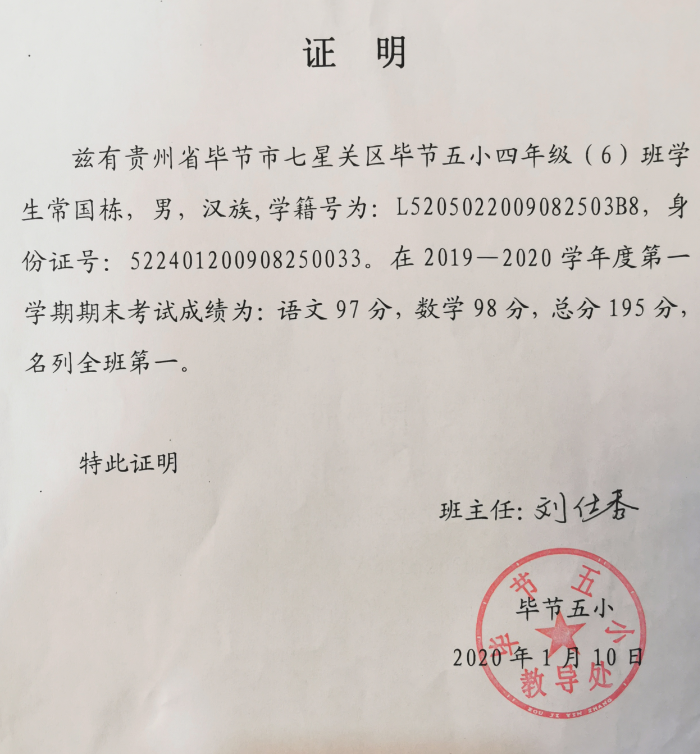 证 明
兹有贵州省毕节市七星关区毕节五小四年级（6）班学
生常国栋，男，汉族，学籍号为：L5205022009082503B8，身
份证号：522401200908250033。在 2019—2020 学年度第一
学期期末考试成绩为：语文 97 分，数学 98 分，总分 195 分，
名列全班第一。
特此证明
班主任：刘仕香
毕节五小
2020 年 1 月 10 日
毕节五小
教导处